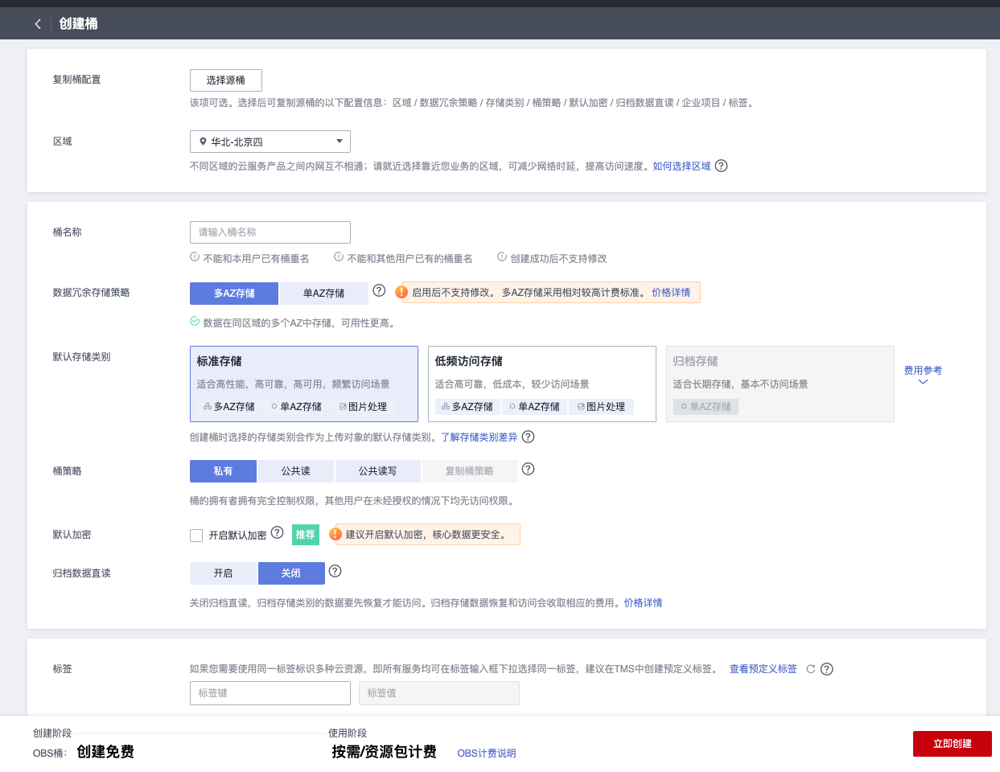 创建桶
复制桶配置
选择源桶
该项可选。选择后可复制源桶的以下配置信息：区域 / 数据冗余策略 / 存储类别 / 桶策略 / 默认加密 / 归档数据直读 / 企业项目 / 标签。
区域
华北-北京四
不同区域的云服务产品之间内网互不相通；请就近选择靠近您业务的区域，可减少网络时延，提高访问速度。如何选择区域
桶名称
请输入桶名称
不能和本用户已有桶重名 不能和其他用户已有的桶重名 创建成功后不支持修改
数据冗余存储策略
多AZ存储 单AZ存储 启用后不支持修改。 多AZ存储采用相对较高计费标准。 价格详情
数据在同区域的多个AZ中存储，可用性更高。
默认存储类别
标准存储
适合高性能，高可靠，高可用，频繁访问场景
多AZ存储 单AZ存储 图片处理
低频访问存储
适合高可靠，低成本，较少访问场景
多AZ存储 单AZ存储 图片处理
归档存储
适合长期存储，基本不访问场景
单AZ存储
费用参考
创建桶时选择的存储类别会作为上传对象的默认存储类别。了解存储类别差异
桶策略
私有 公共读 公共读写 复制桶策略
桶的拥有者拥有完全控制权限，其他用户在未经授权的情况下均无访问权限。
默认加密
开启默认加密 推荐 建议开启默认加密，核心数据更安全。
归档数据直读
开启 关闭
关闭归档直读，归档存储类别的数据要先恢复才能访问。归档存储数据恢复和访问会收取相应的费用。价格详情
标签
如果您需要使用同一标签标识多种云资源，即所有服务均可在标签输入框下拉选择同一标签，建议在TMS中创建预定义标签。 查看预定义标签
标签键 标签值
创建阶段
OBS桶： 创建免费
使用阶段
按需/资源包计费 OBS计费说明
立即创建